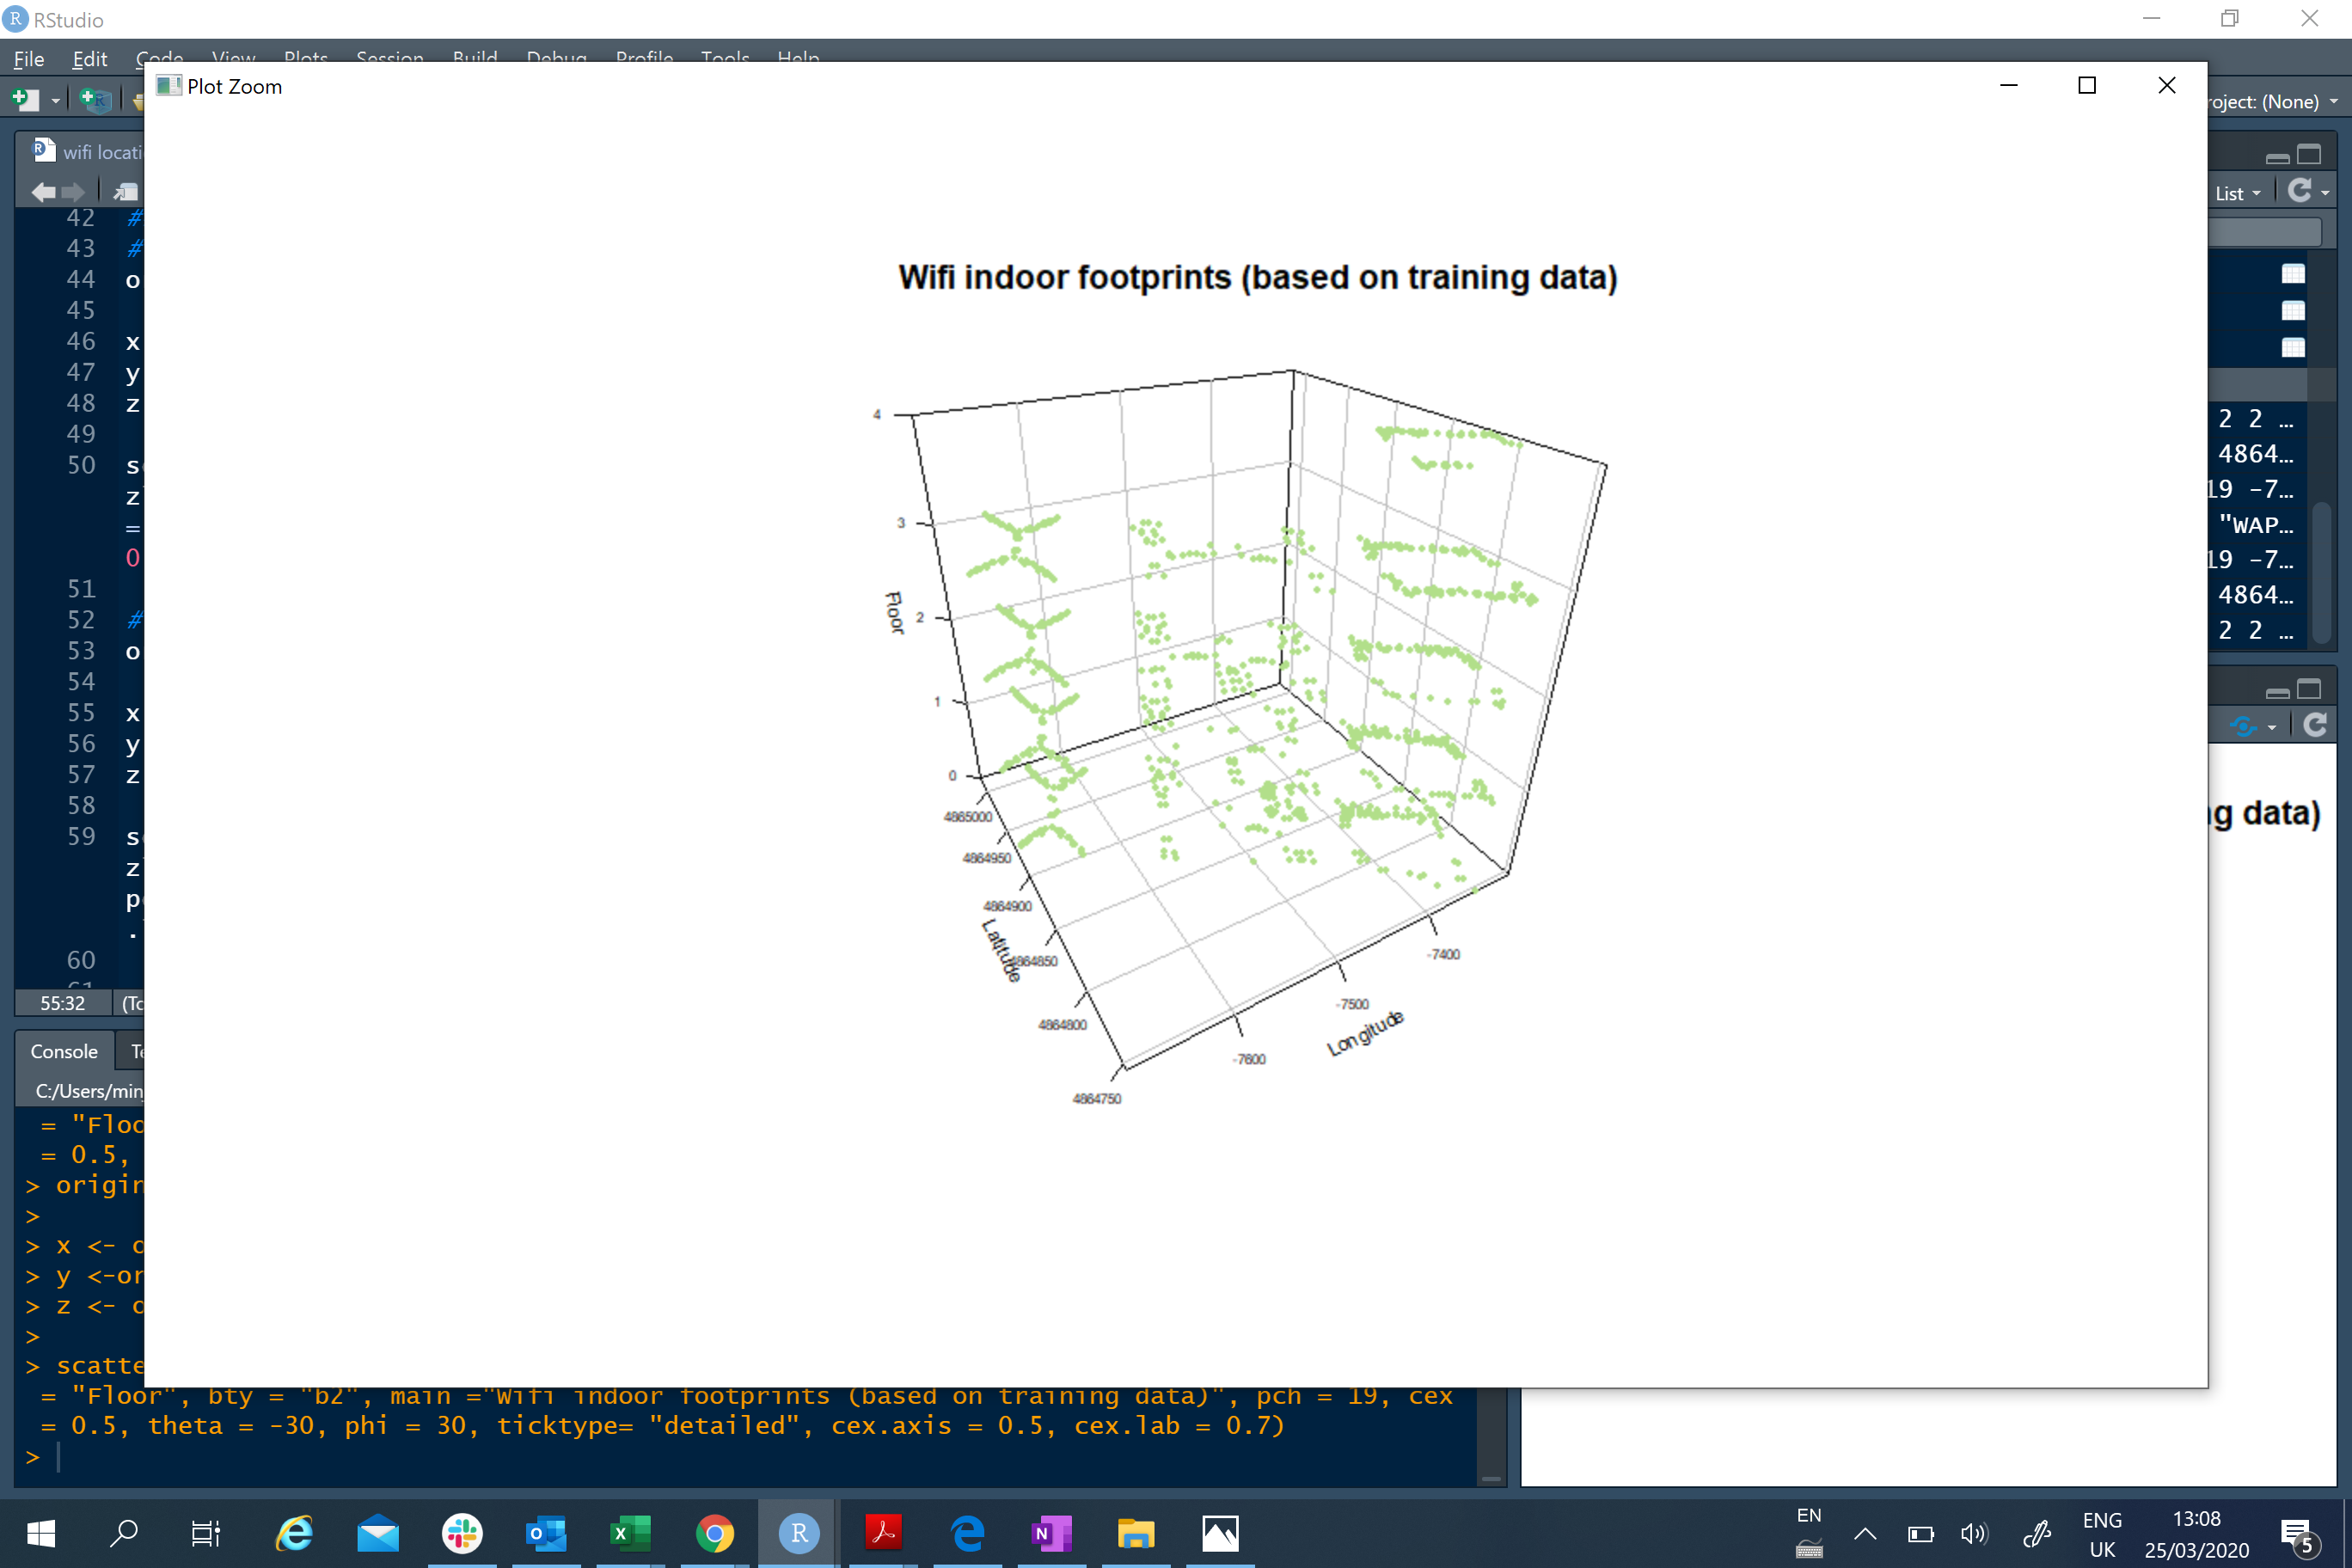 RStudio
File Edit Code View Plots Session Build Debug Profile Tools Help
Plot Zoom
roject: (None)
wifi locati
List
42 #
43 #
44 o
45
46 x
47 y
48 z
49
50 s
z
=
0
51
52 #
53 o
54
55 x
56 y
57 z
58
59 s
z
p
.
60
61
55:32
Wifi indoor footprints (based on training data)
4
3
2
1
0
Floor
4865000
4864950
4864900
4864850
4864800
4864750
Latitude
-7600
-7500
-7400
Longitude
2 2 ...
4864...
19 -7...
"WAP...
19 -7...
4864...
2 2 ...
g data)
Console
C:/Users/min
= "Floo
= 0.5,
> origin
>
> x <- o
> y <-or
> z <- o
>
> scatte
= "Floor", bty = "b2", main ="Wifi indoor footprints (based on training data)", pch = 19, cex
= 0.5, theta = -30, phi = 30, ticktype= "detailed", cex.axis = 0.5, cex.lab = 0.7)
>
EN
ENG
UK
13:08
25/03/2020
5